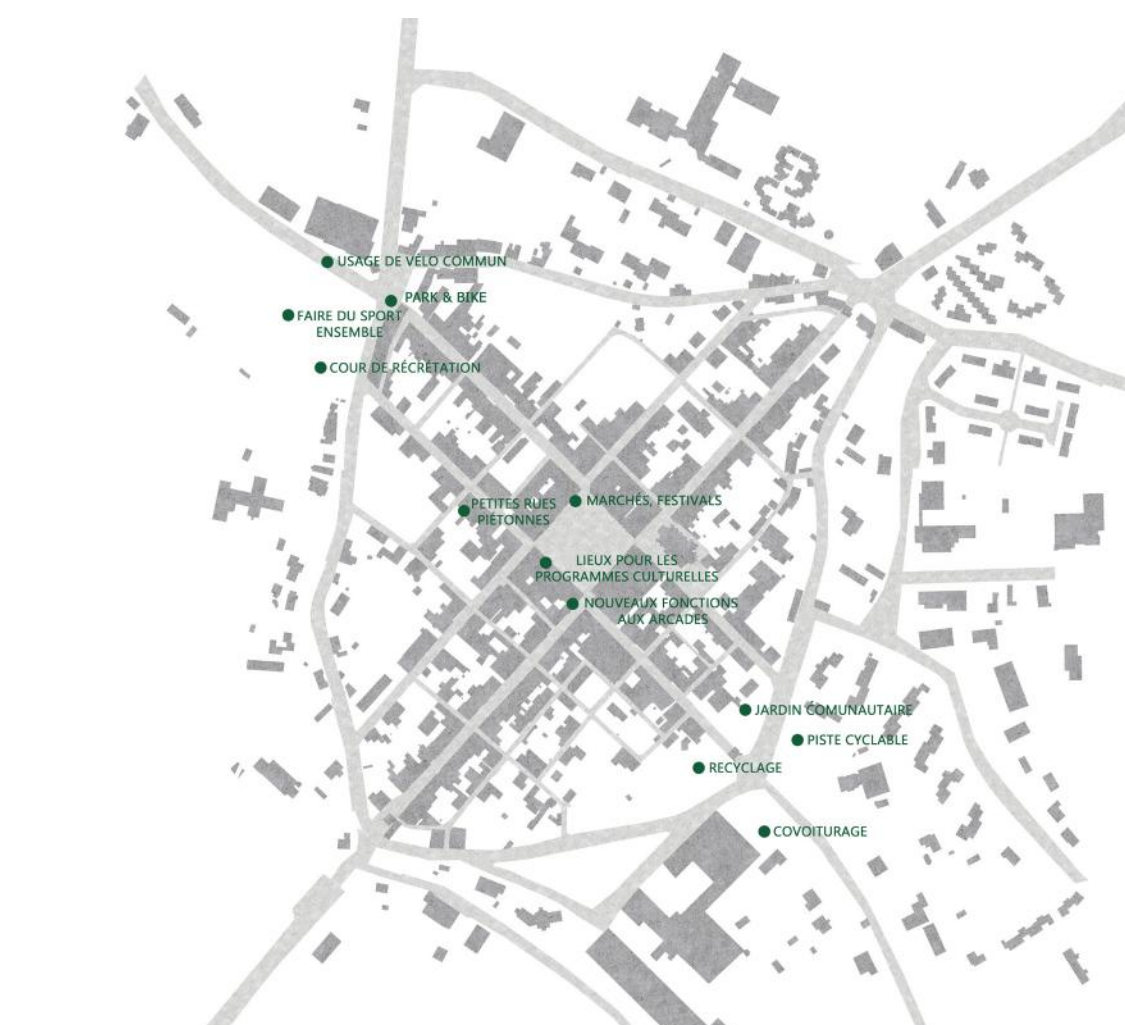 USAGE DE VÉLO COMMUN
PARK & BIKE
FAIRE DU SPORT
ENSEMBLE
COUR DE RÉCRÉTATION
PETITES RUES
PIÉTONNES
MARCHÉS, FESTIVALS
LIEUX POUR LES
PROGRAMMES CULTURELLES
NOUVEAUX FONCTIONS
AUX ARCADES
JARDIN COMUNAUTAIRE
PISTE CYCLABLE
RECYCLAGE
COVOITURAGE